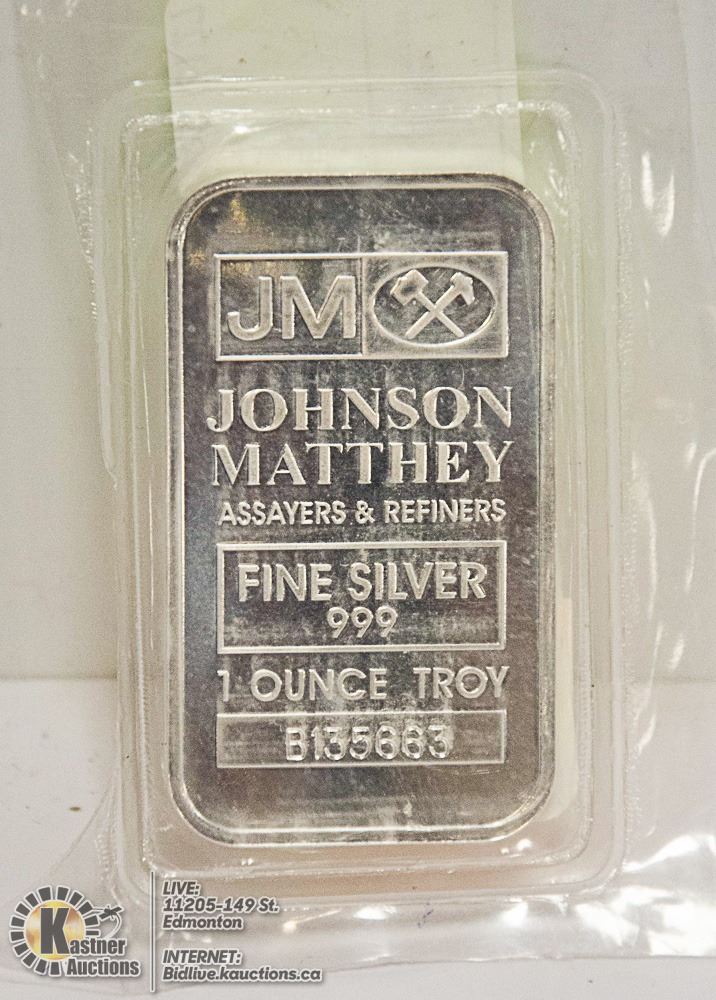 JM
JOHNSON
MATTHEY
ASSAYERS & REFINERS
FINE SILVER
999
1 OUNCE TROY
B135663
Kastner
Auctions
LIVE:
11205-149 St.
Edmonton
INTERNET:
Bidlive.kauctions.ca